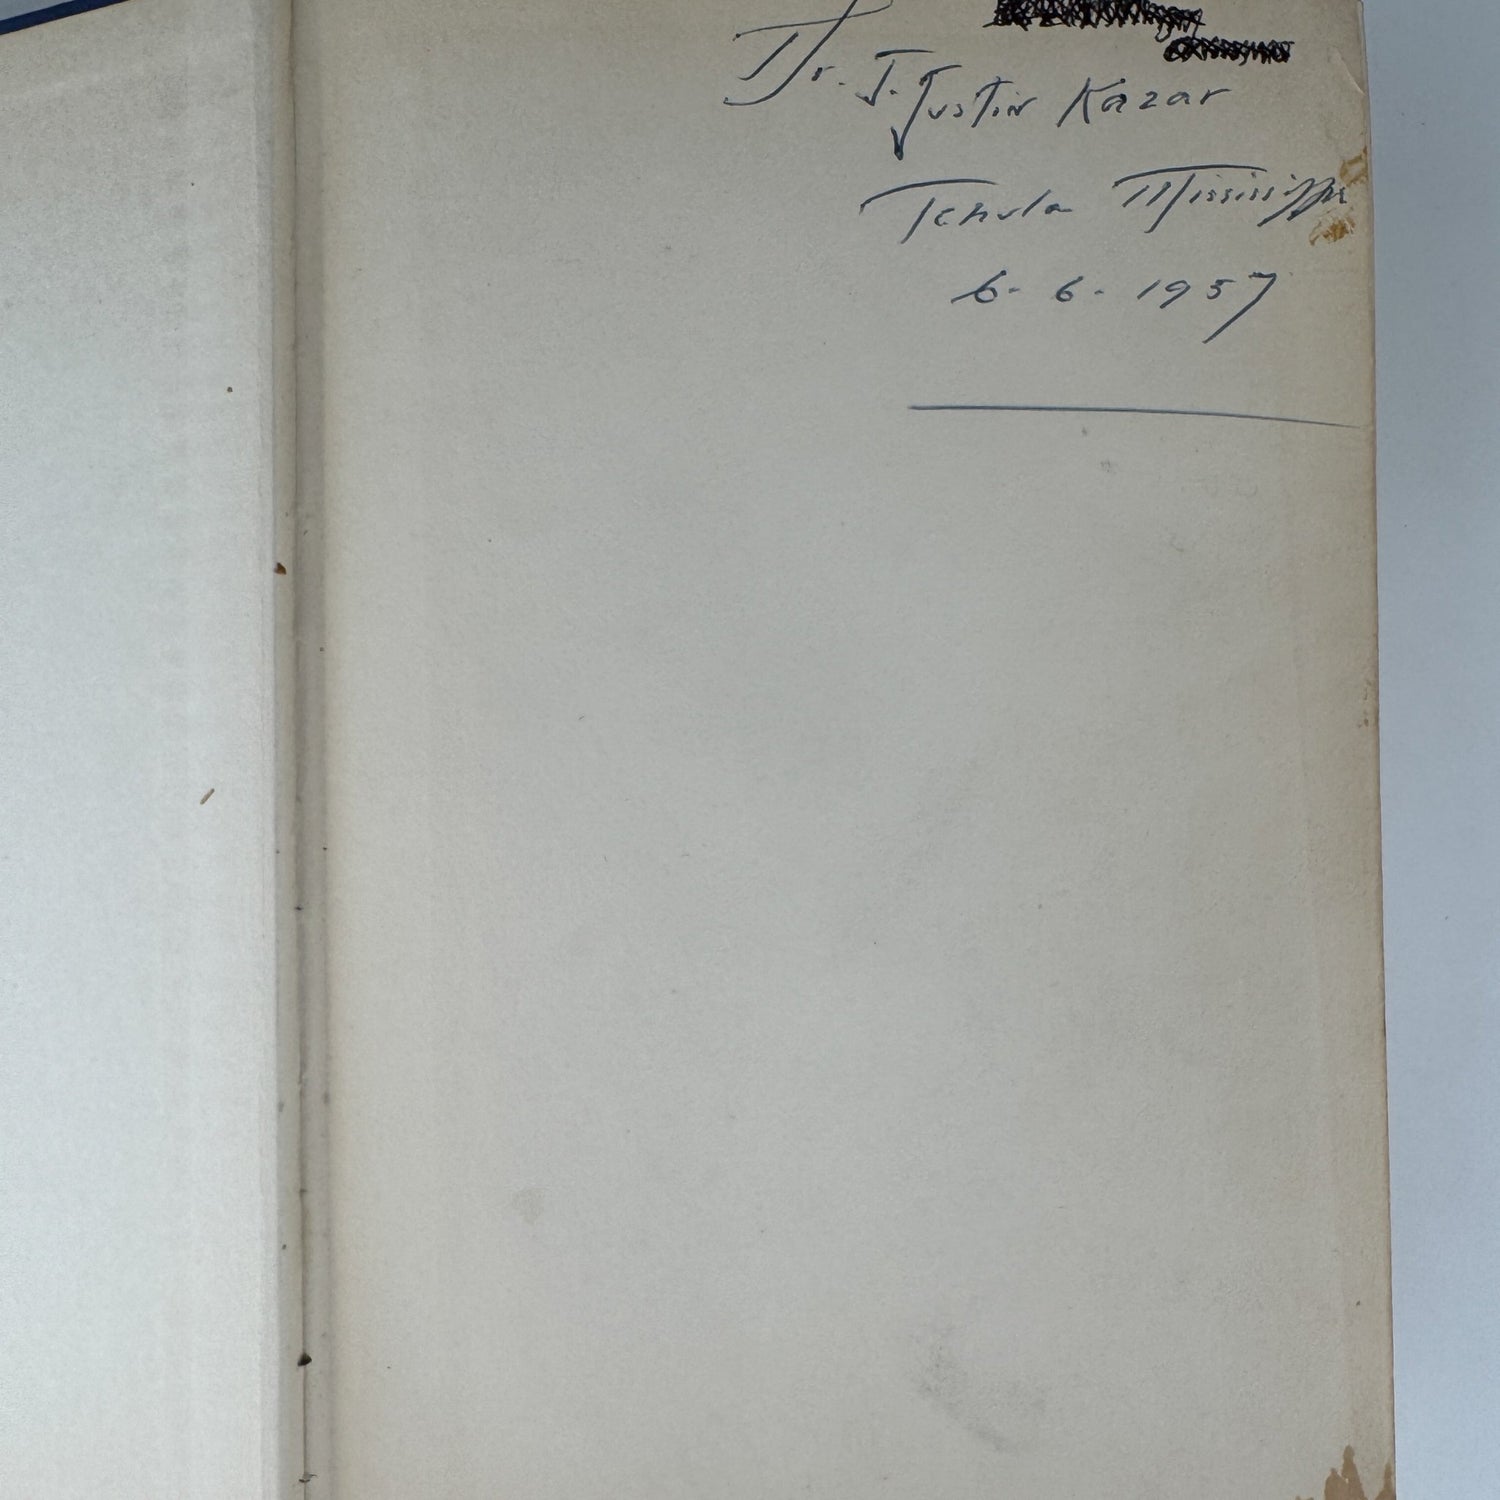 Dr. J. Justin Kazar
Tchula Mississippi
6-6-1957